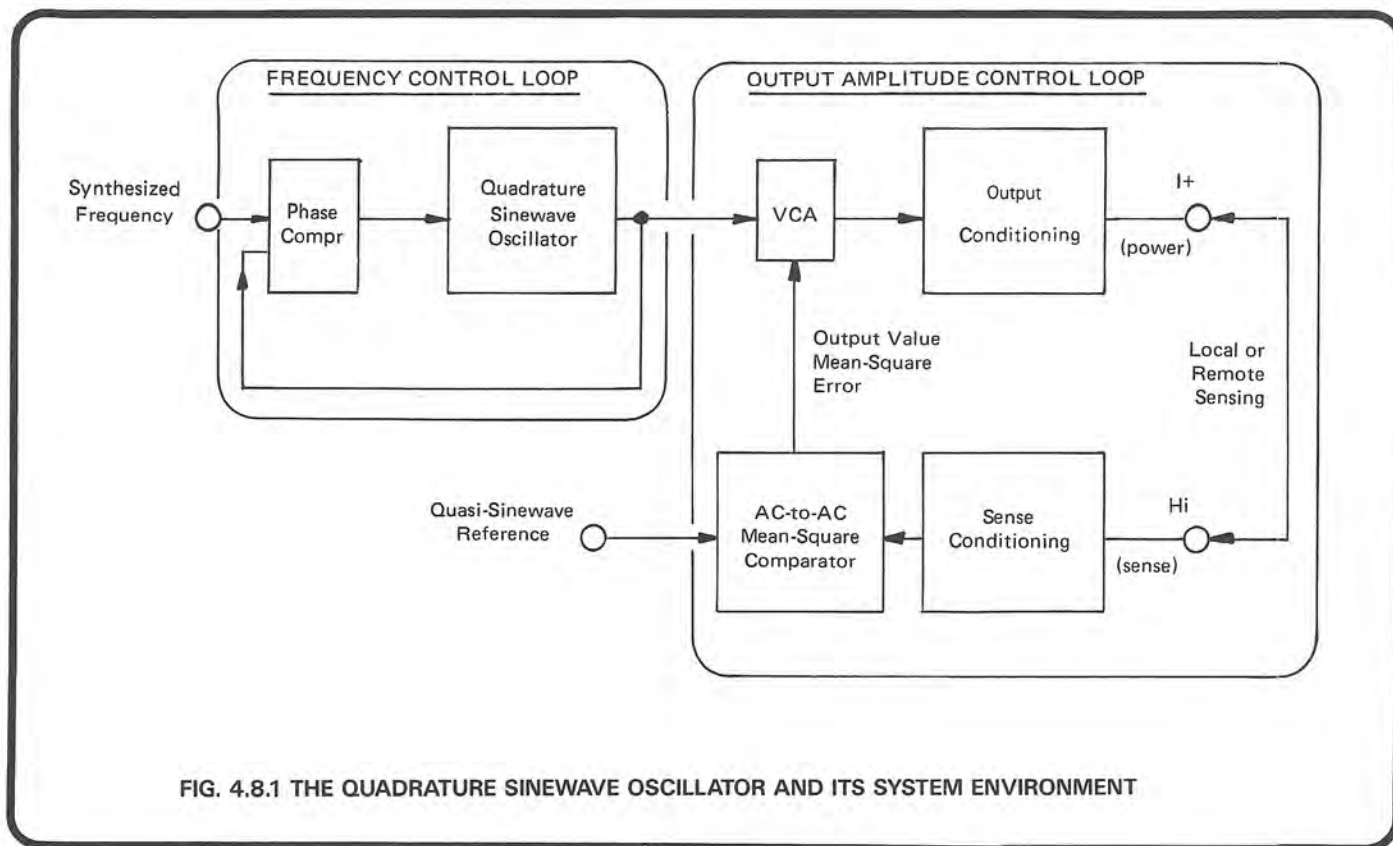 FREQUENCY CONTROL LOOP
OUTPUT AMPLITUDE CONTROL LOOP
Synthesized
Frequency
Phase
Compr
Quadrature
Sinewave
Oscillator
VCA
Output
Conditioning
I+
(power)
Output Value
Mean-Square
Error
Local or
Remote
Sensing
Quasi-Sinewave
Reference
AC-to-AC
Mean-Square
Comparator
Sense
Conditioning
Hi
(sense)
FIG. 4.8.1 THE QUADRATURE SINEWAVE OSCILLATOR AND ITS SYSTEM ENVIRONMENT